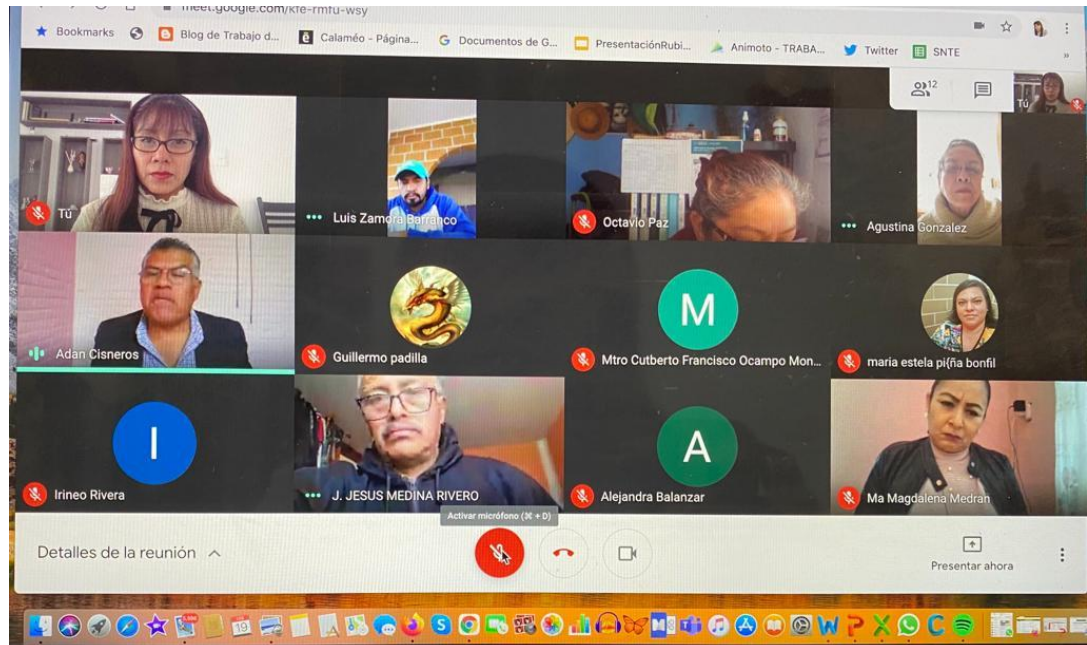 meet.google.com/kfe-rmfu-wsy
Bookmarks
Blog de Trabajo d...
Calaméo - Página...
Documentos de G...
PresentaciónRubi...
Animoto - TRABA...
Twitter
SNTE
12
Tú
Tú
Luis Zamora Barranco
Octavio Paz
Agustina Gonzalez
Adan Cisneros
Guillermo padilla
M
Mtro Cutberto Francisco Ocampo Mon...
maria estela pi{ña bonfil
I
Irineo Rivera
J. JESUS MEDINA RIVERO
A
Alejandra Balanzar
Ma Magdalena Medran
Activar micrófono (⌘ + D)
Detalles de la reunión
Presentar ahora
19